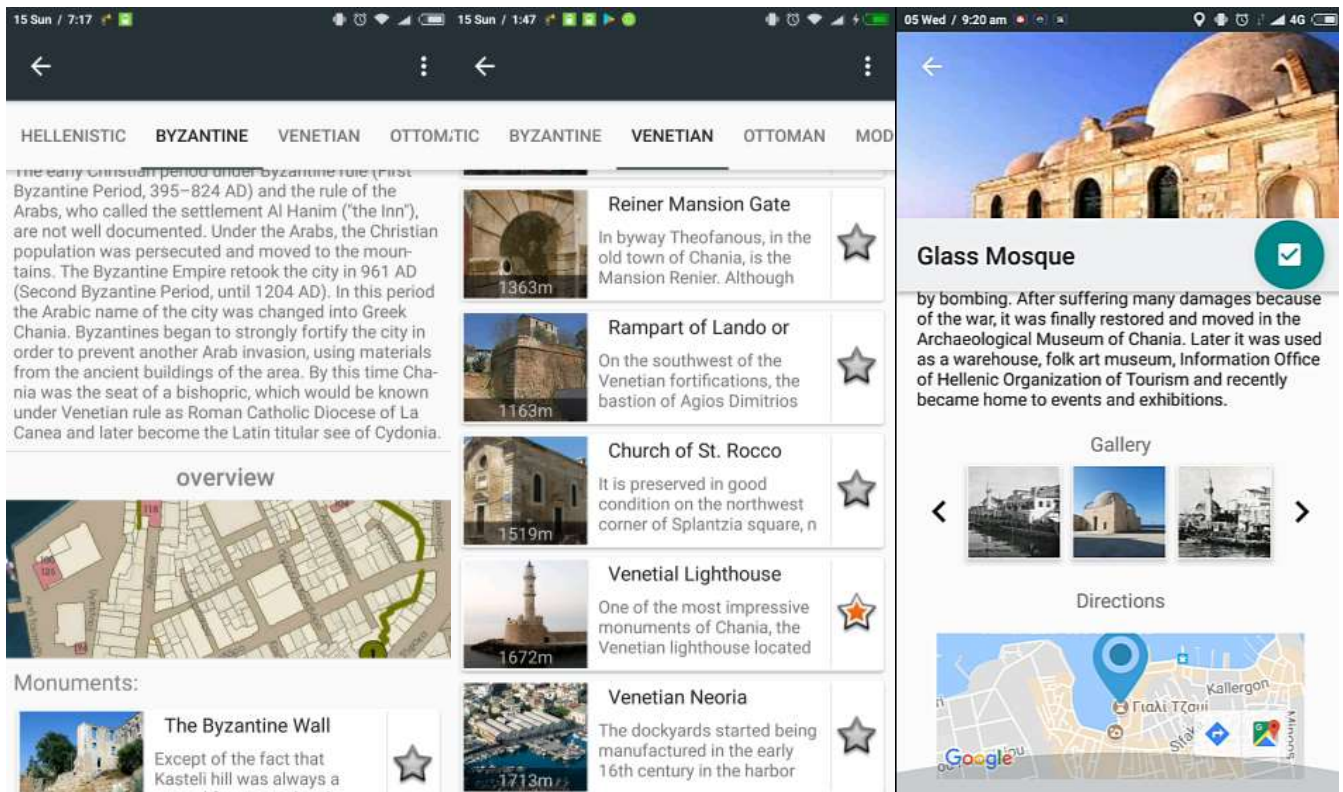 15 Sun / 7:17
HELLENISTIC BYZANTINE VENETIAN OTTOM
The early Christian period under Byzantine rule (First
Byzantine Period, 395–824 AD) and the rule of the
Arabs, who called the settlement Al Hanim ("the Inn"),
are not well documented. Under the Arabs, the Christian
population was persecuted and moved to the moun-
tains. The Byzantine Empire retook the city in 961 AD
(Second Byzantine Period, until 1204 AD). In this period
the Arabic name of the city was changed into Greek
Chania. Byzantines began to strongly fortify the city in
order to prevent another Arab invasion, using materials
from the ancient buildings of the area. By this time Cha-
nia was the seat of a bishopric, which would be known
under Venetian rule as Roman Catholic Diocese of La
Canea and later become the Latin titular see of Cydonia.
overview
118
126
Monuments:
The Byzantine Wall
Except of the fact that
Kasteli hill was always a
15 Sun / 1:47
TIC BYZANTINE VENETIAN OTTOMAN MOD
Reiner Mansion Gate
In byway Theofanous, in the
old town of Chania, is the
Mansion Renier. Although
1363m
Rampart of Lando or
On the southwest of the
Venetian fortifications, the
bastion of Agios Dimitrios
1163m
Church of St. Rocco
It is preserved in good
condition on the northwest
corner of Splantzia square, n
1519m
Venetial Lighthouse
One of the most impressive
monuments of Chania, the
Venetian lighthouse located
1672m
Venetian Neoria
The dockyards started being
manufactured in the early
16th century in the harbor
1713m
05 Wed / 9:20 am
4G
Glass Mosque
by bombing. After suffering many damages because
of the war, it was finally restored and moved in the
Archaeological Museum of Chania. Later it was used
as a warehouse, folk art museum, Information Office
of Hellenic Organization of Tourism and recently
became home to events and exhibitions.
Gallery
Directions
Kallergon
Γιαλί Τζαμί
Sifak
Minoos
Google